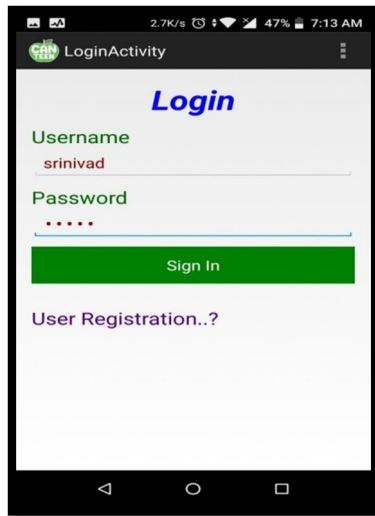 2.7K/s 47% 7:13 AM
CAN TEEN LoginActivity
Login
Username
srinivad
Password
•••••
Sign In
User Registration..?